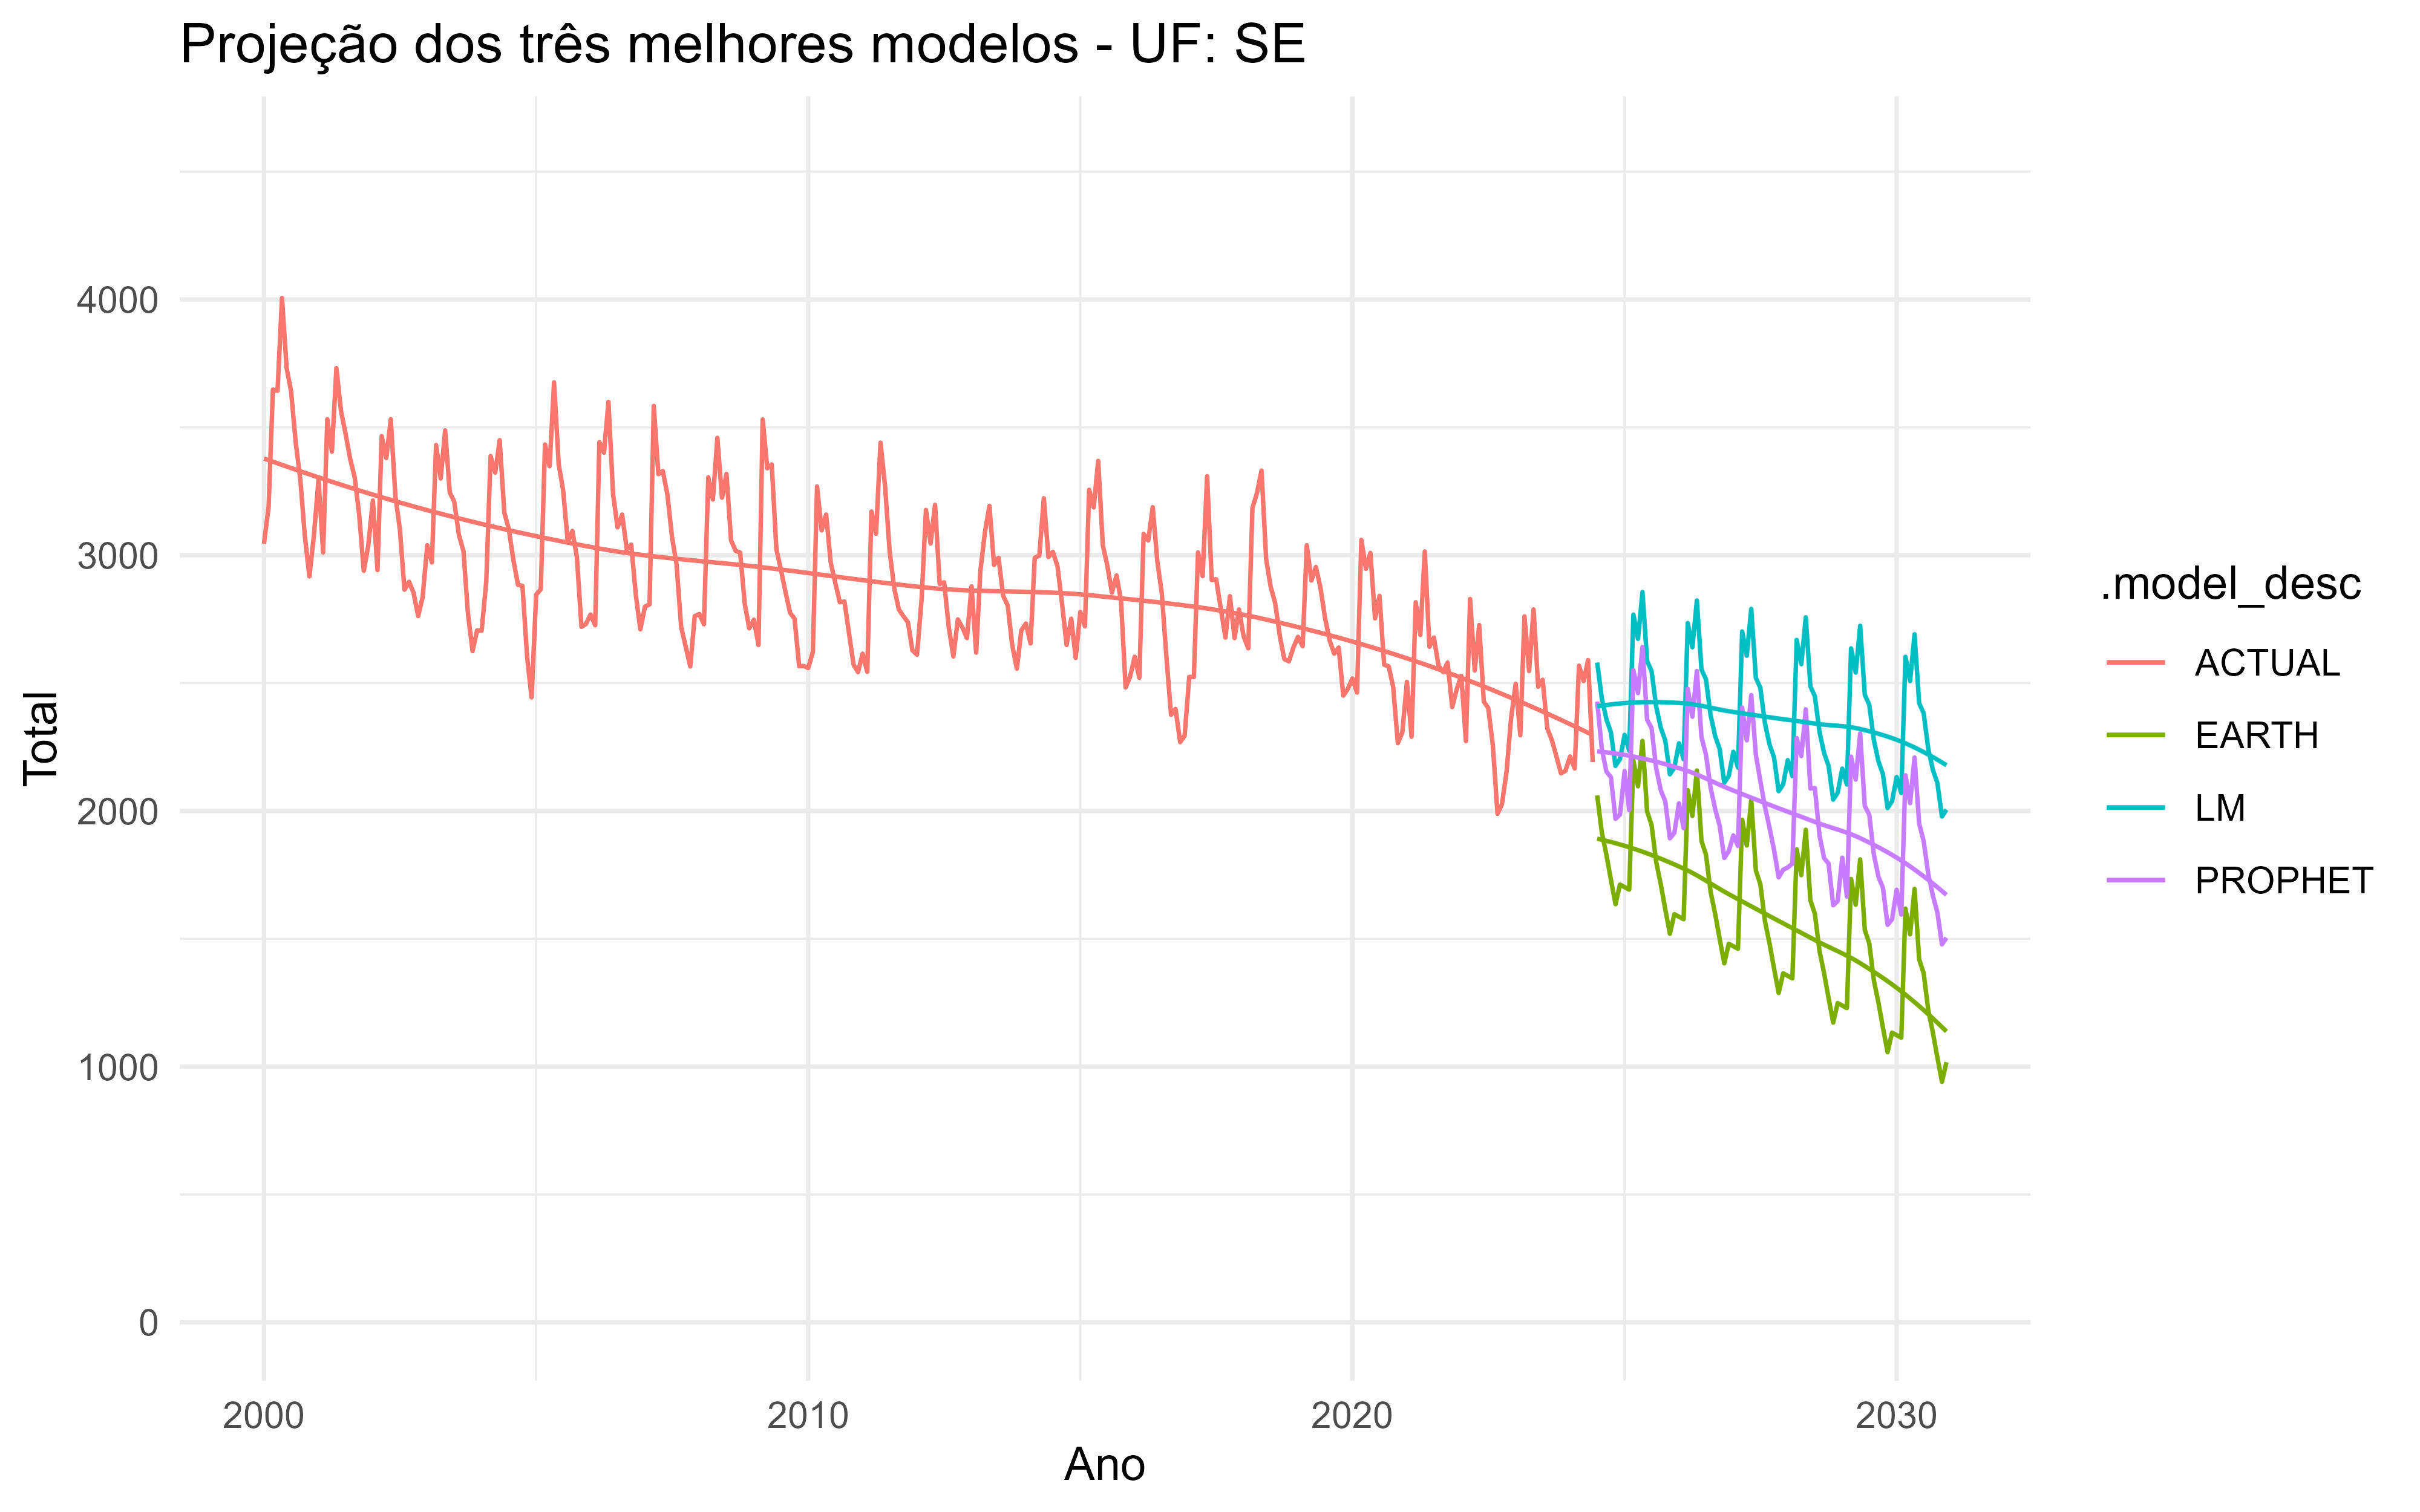 Projeção dos três melhores modelos - UF: SE
Total
4000
3000
2000
1000
0
2000
2010
2020
2030
Ano
.model_desc
ACTUAL
EARTH
LM
PROPHET